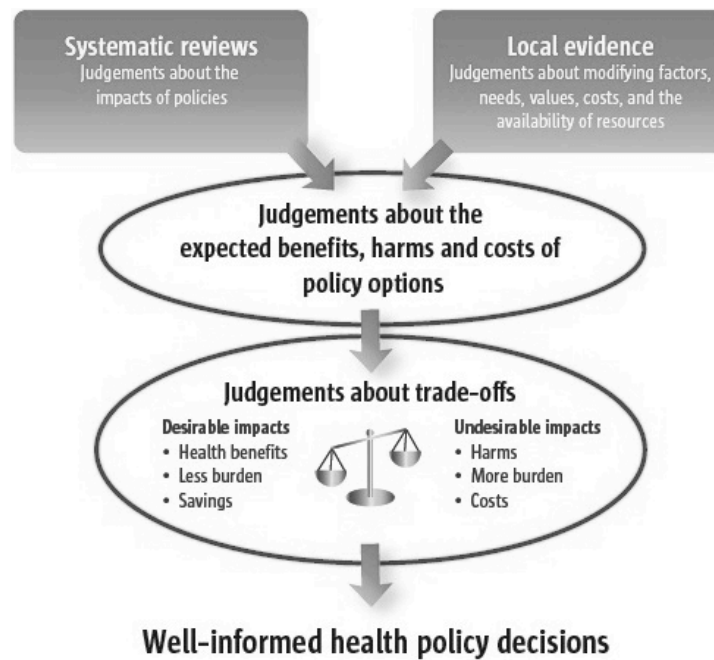 Systematic reviews
Judgements about the
impacts of policies
Local evidence
Judgements about modifying factors,
needs, values, costs, and the
availability of resources
Judgements about the
expected benefits, harms and costs of
policy options
Judgements about trade-offs
Desirable impacts
• Health benefits
• Less burden
• Savings
Undesirable impacts
• Harms
• More burden
• Costs
Well-informed health policy decisions